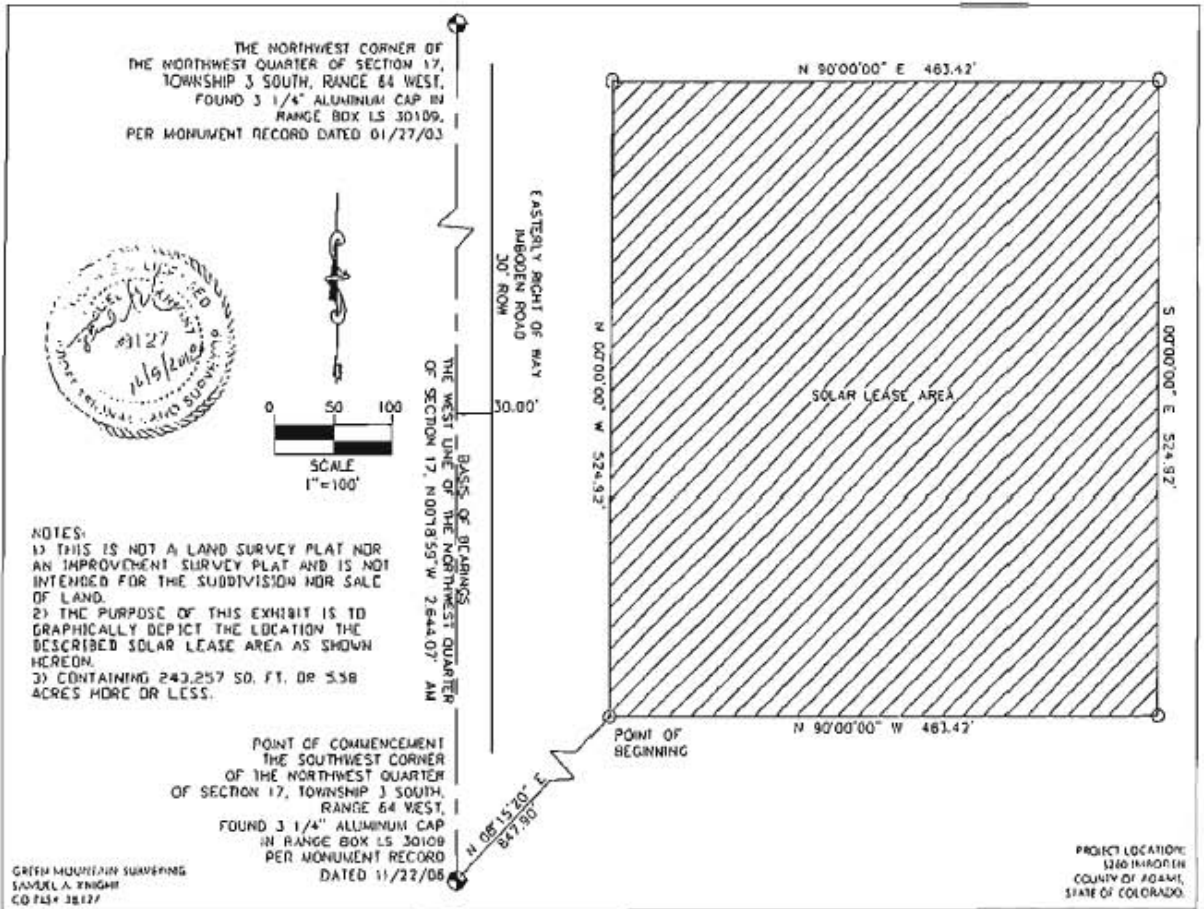 THE NORTHWEST CORNER OF
THE NORTHWEST QUARTER OF SECTION 17,
TOWNSHIP 3 SOUTH, RANGE 64 WEST,
FOUND 3 1/4" ALUMINUM CAP IN
RANGE BOX LS 30109,
PER MONUMENT RECORD DATED 01/27/03
N 90°00'00" E 463.42'
EASTERLY RIGHT OF WAY
IMBODEN ROAD
30' ROW
30.00'
N 00°00'00" W 524.92'
SOLAR LEASE AREA
S 00°00'00" E 524.92'
0 50 100
SCALE
1"=100'
BASIS OF BEARINGS
THE WEST LINE OF THE NORTHWEST QUARTER
OF SECTION 17, N00°18'59"W 2,644.07' AM
NOTES:
1) THIS IS NOT A LAND SURVEY PLAT NOR
AN IMPROVEMENT SURVEY PLAT AND IS NOT
INTENDED FOR THE SUBDIVISION NOR SALE
OF LAND.
2) THE PURPOSE OF THIS EXHIBIT IS TO
GRAPHICALLY DEPICT THE LOCATION THE
DESCRIBED SOLAR LEASE AREA AS SHOWN
HEREON.
3) CONTAINING 243,257 SQ. FT. OR 5.58
ACRES MORE OR LESS.
N 90°00'00" W 463.42'
POINT OF
BEGINNING
N 08°15'20" E
847.90'
POINT OF COMMENCEMENT
THE SOUTHWEST CORNER
OF THE NORTHWEST QUARTER
OF SECTION 17, TOWNSHIP 3 SOUTH,
RANGE 64 WEST,
FOUND 3 1/4" ALUMINUM CAP
IN RANGE BOX LS 30109
PER MONUMENT RECORD
DATED 11/22/06
GREEN MOUNTAIN SURVEYING
SAMUEL A. KNIGHT
CO PLS# 38127
PROJECT LOCATION:
5200 IMBODEN
COUNTY OF ADAMS,
STATE OF COLORADO.